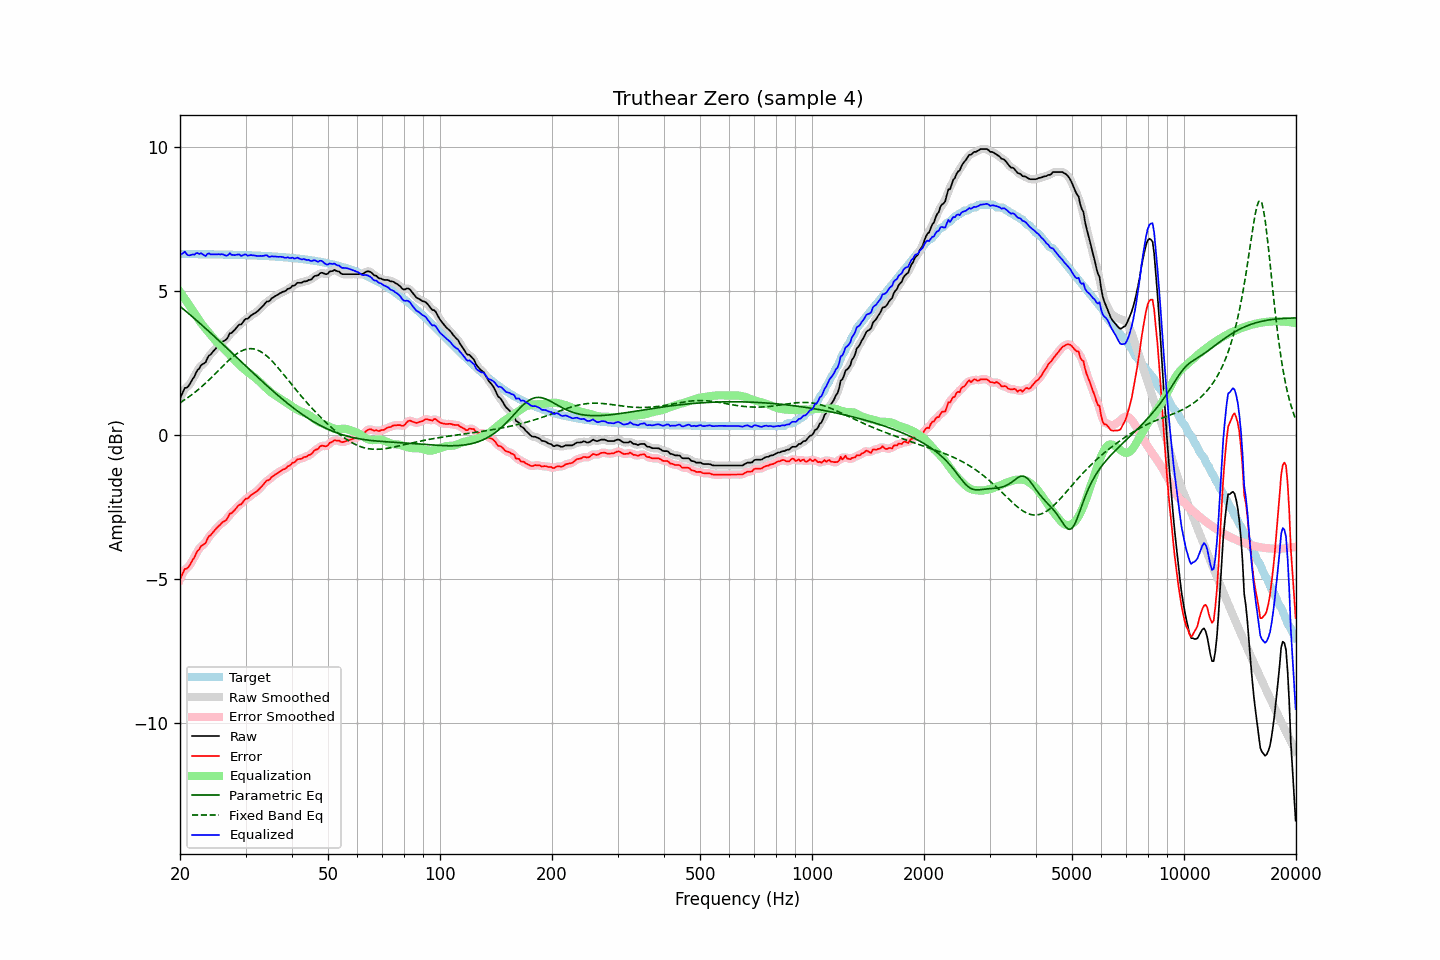 Truthear Zero (sample 4)
10
5
0
−5
−10
Amplitude (dBr)
Target
Raw Smoothed
Error Smoothed
Raw
Error
Equalization
Parametric Eq
Fixed Band Eq
Equalized
20 50 100 200 500 1000 2000 5000 10000 20000
Frequency (Hz)